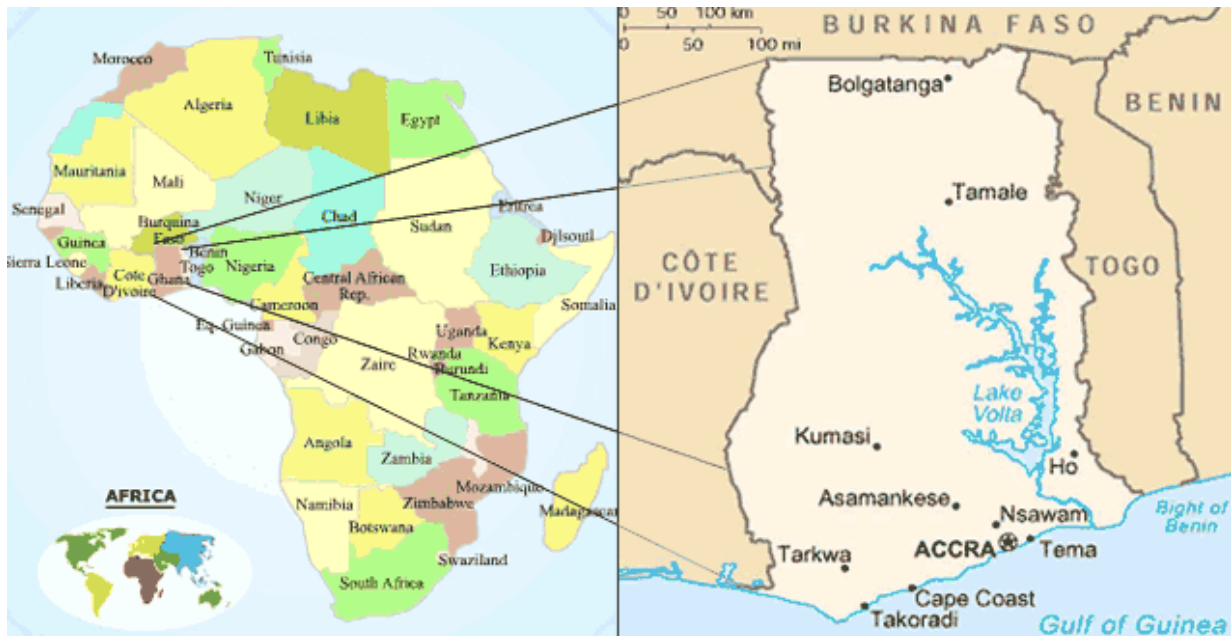 Morocco
Tunisia
Algeria
Libia
Egypt
Mauritania
Mali
Niger
Chad
Sudan
Eritrea
Senegal
Burquina
Faso
Djlsoutl
Guinea
Benin
Togo
Nigeria
Sierra Leone
Liberia
Côte
D'ivoire
Ghana
Central African
Rep.
Ethiopia
Somalia
Cameroon
Eq. Guinea
Gabon
Congo
Uganda
Kenya
Rwanda
Burundi
Zaire
Tanzania
Angola
Zambia
Mozambique
Zimbabwe
Namibia
Botswana
Madagascar
Swaziland
South Africa
AFRICA
0 50 100 km
0 50 100 mi
BURKINA FASO
BENIN
Bolgatanga
Tamale
CÔTE
D'IVOIRE
TOGO
Lake
Volta
Kumasi
Ho
Asamankese
Nsawam
Bight of
Benin
ACCRA
Tema
Tarkwa
Cape Coast
Takoradi
Gulf of Guinea